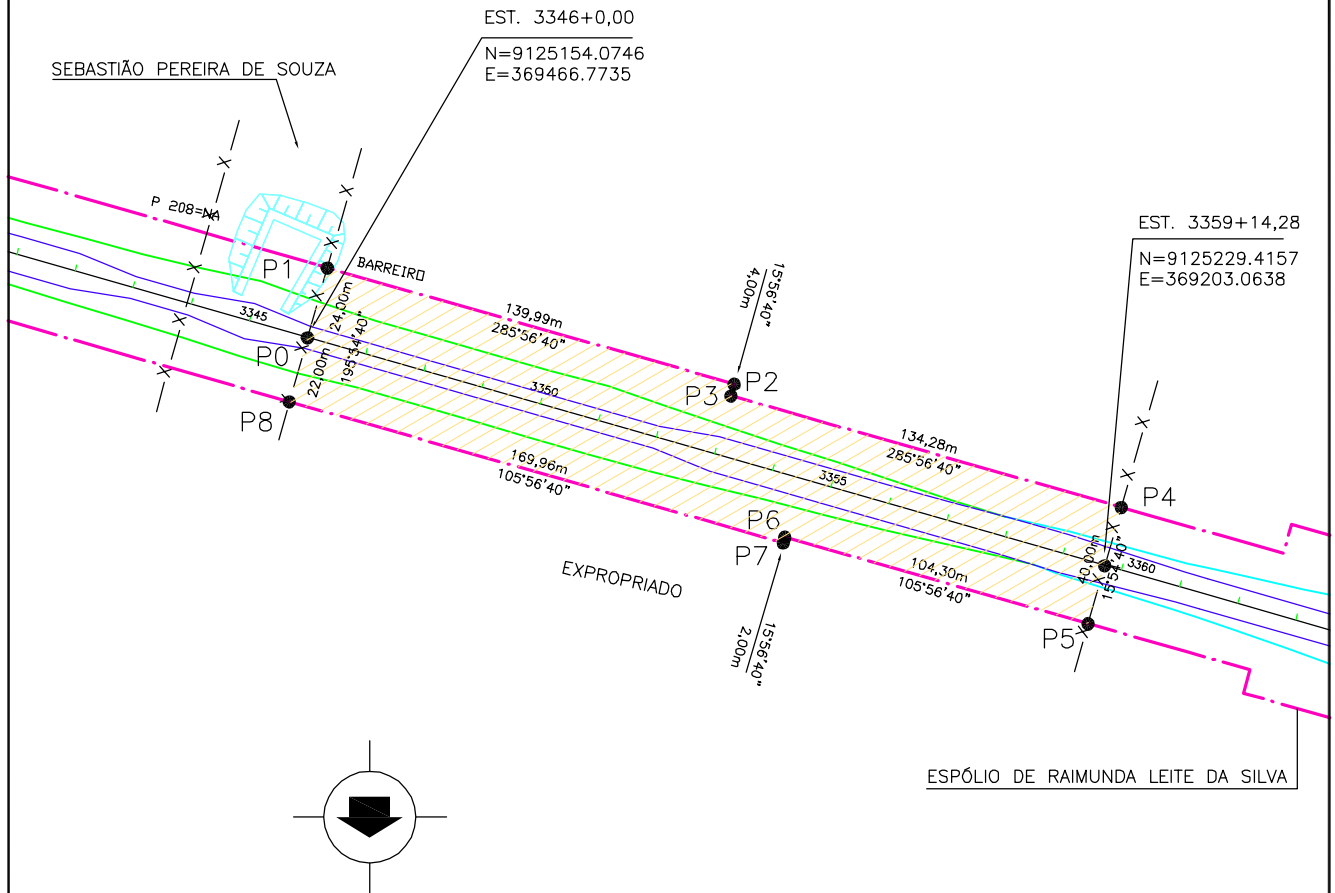 EST. 3346+0,00
N=9125154.0746
E=369466.7735
SEBASTIÃO PEREIRA DE SOUZA
P 208=NA
EST. 3359+14,28
N=9125229.4157
E=369203.0638
P1
BARREIRO
3345
24,00m
195°54'40"
22,00m
P0
P8
139,99m
285°56'40"
15°56'40"
4,00m
P2
P3
3350
134,28m
285°56'40"
3355
P4
169,96m
105°56'40"
P6
P7
EXPROPRIADO
15°56'40"
2,00m
104,30m
105°56'40"
40,00m
15°54'40"
3360
P5
ESPÓLIO DE RAIMUNDA LEITE DA SILVA